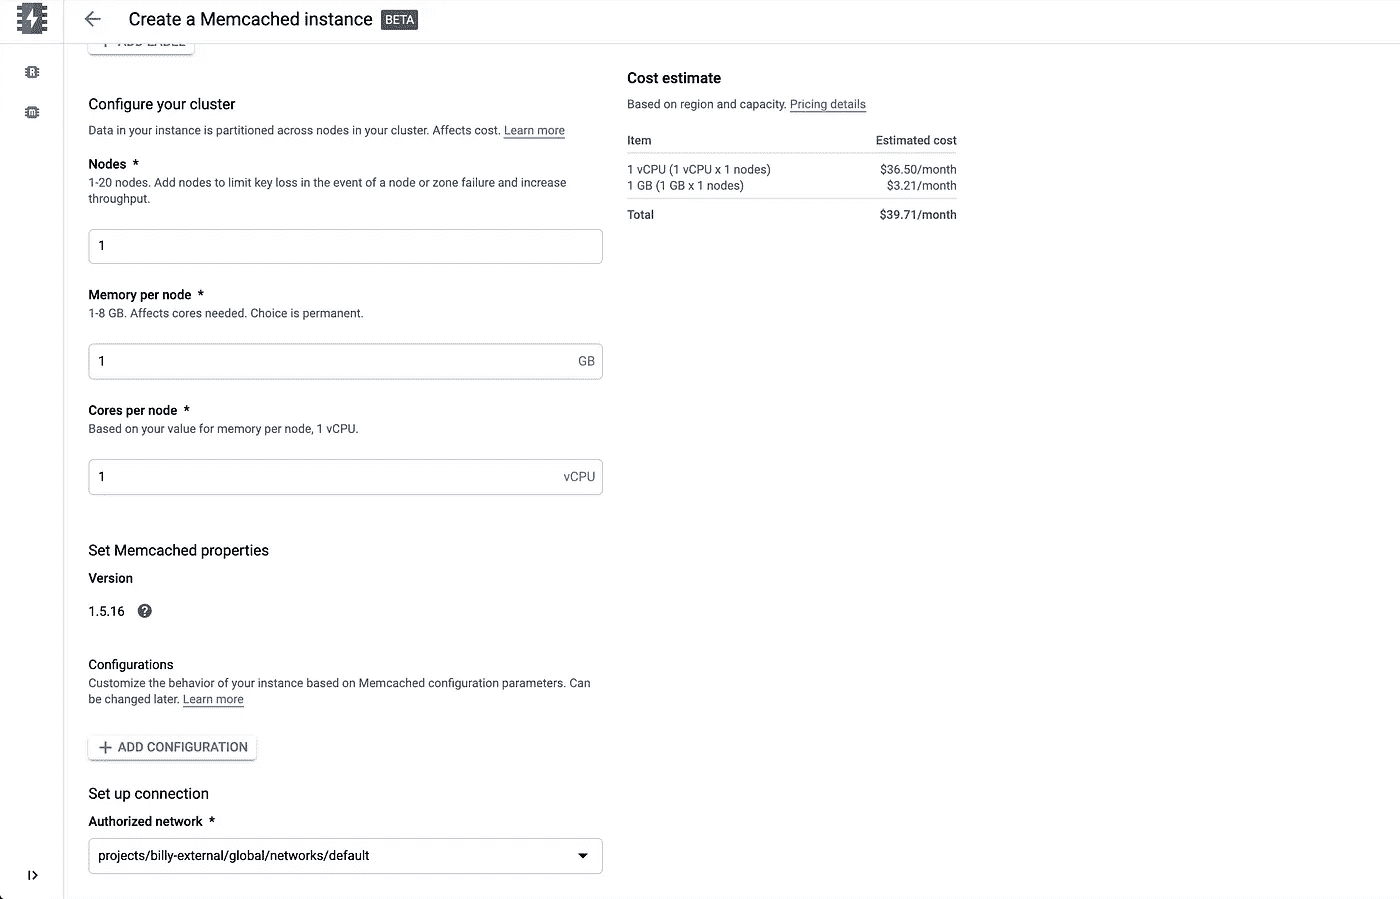 Create a Memcached instance BETA
+ ADD LABEL
Configure your cluster
Data in your instance is partitioned across nodes in your cluster. Affects cost. Learn more
Nodes *
1-20 nodes. Add nodes to limit key loss in the event of a node or zone failure and increase
throughput.
1
Memory per node *
1-8 GB. Affects cores needed. Choice is permanent.
1 GB
Cores per node *
Based on your value for memory per node, 1 vCPU.
1 vCPU
Set Memcached properties
Version
1.5.16
Configurations
Customize the behavior of your instance based on Memcached configuration parameters. Can
be changed later. Learn more
+ ADD CONFIGURATION
Set up connection
Authorized network *
projects/billy-external/global/networks/default
Cost estimate
Based on region and capacity. Pricing details
Item Estimated cost
1 vCPU (1 vCPU x 1 nodes) $36.50/month
1 GB (1 GB x 1 nodes) $3.21/month
Total $39.71/month